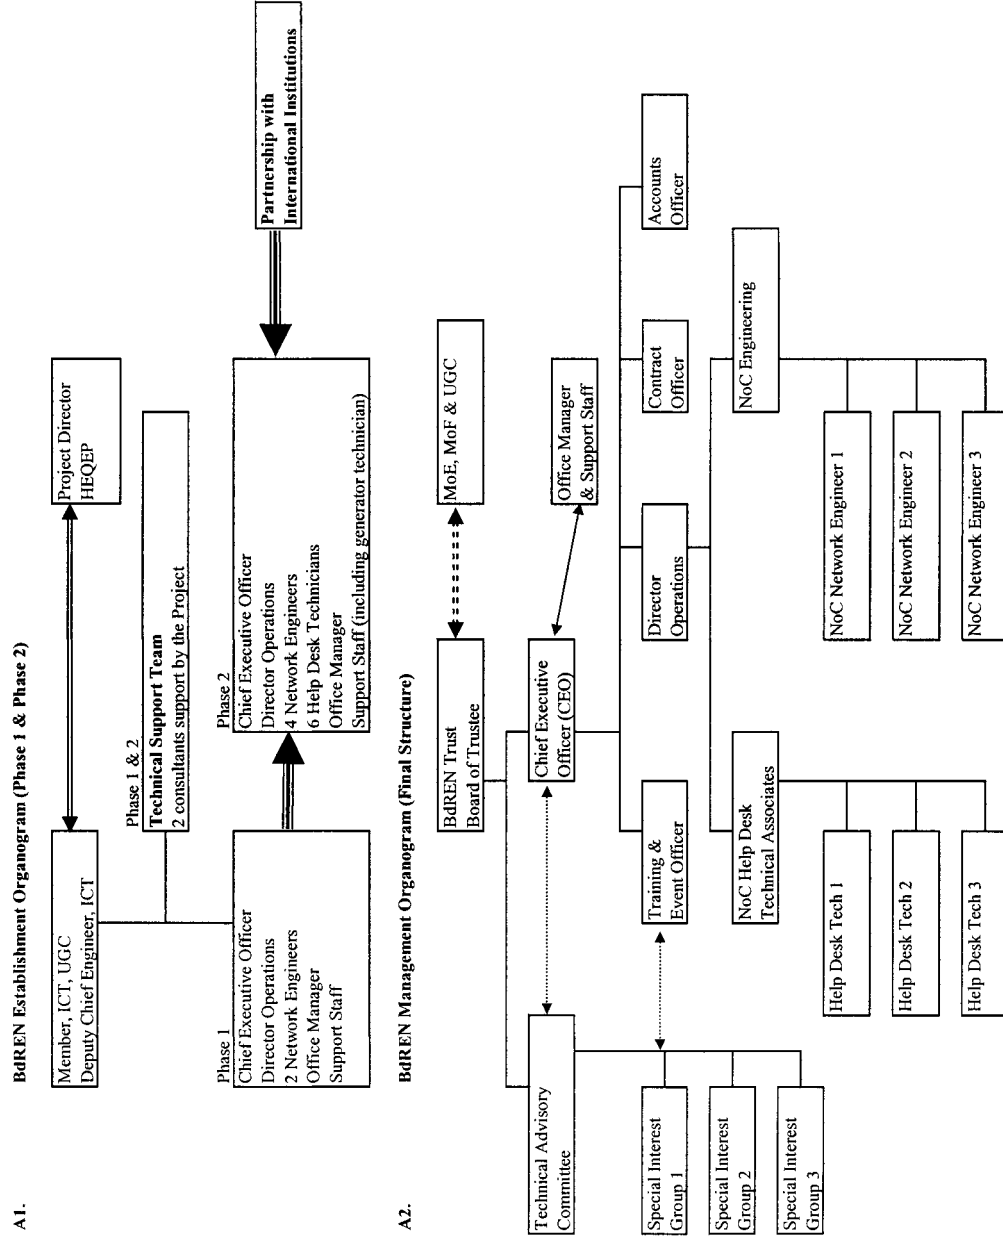 A1.
BdREN Establishment Organogram (Phase 1 & Phase 2)
Member, ICT, UGC
Deputy Chief Engineer, ICT
Project Director
HEQEP
Phase 1 & 2
Technical Support Team
2 consultants support by the Project
Phase 1
Chief Executive Officer
Director Operations
2 Network Engineers
Office Manager
Support Staff
Phase 2
Chief Executive Officer
Director Operations
4 Network Engineers
6 Help Desk Technicians
Office Manager
Support Staff (including generator technician)
Partnership with
International Institutions
A2.
BdREN Management Organogram (Final Structure)
BdREN Trust
Board of Trustee
MoE, MoF & UGC
Technical Advisory
Committee
Chief Executive
Officer (CEO)
Office Manager
& Support Staff
Special Interest
Group 1
Special Interest
Group 2
Special Interest
Group 3
Training &
Event Officer
Director
Operations
Contract
Officer
Accounts
Officer
NoC Help Desk
Technical Associates
NoC Engineering
Help Desk Tech 1
Help Desk Tech 2
Help Desk Tech 3
NoC Network Engineer 1
NoC Network Engineer 2
NoC Network Engineer 3